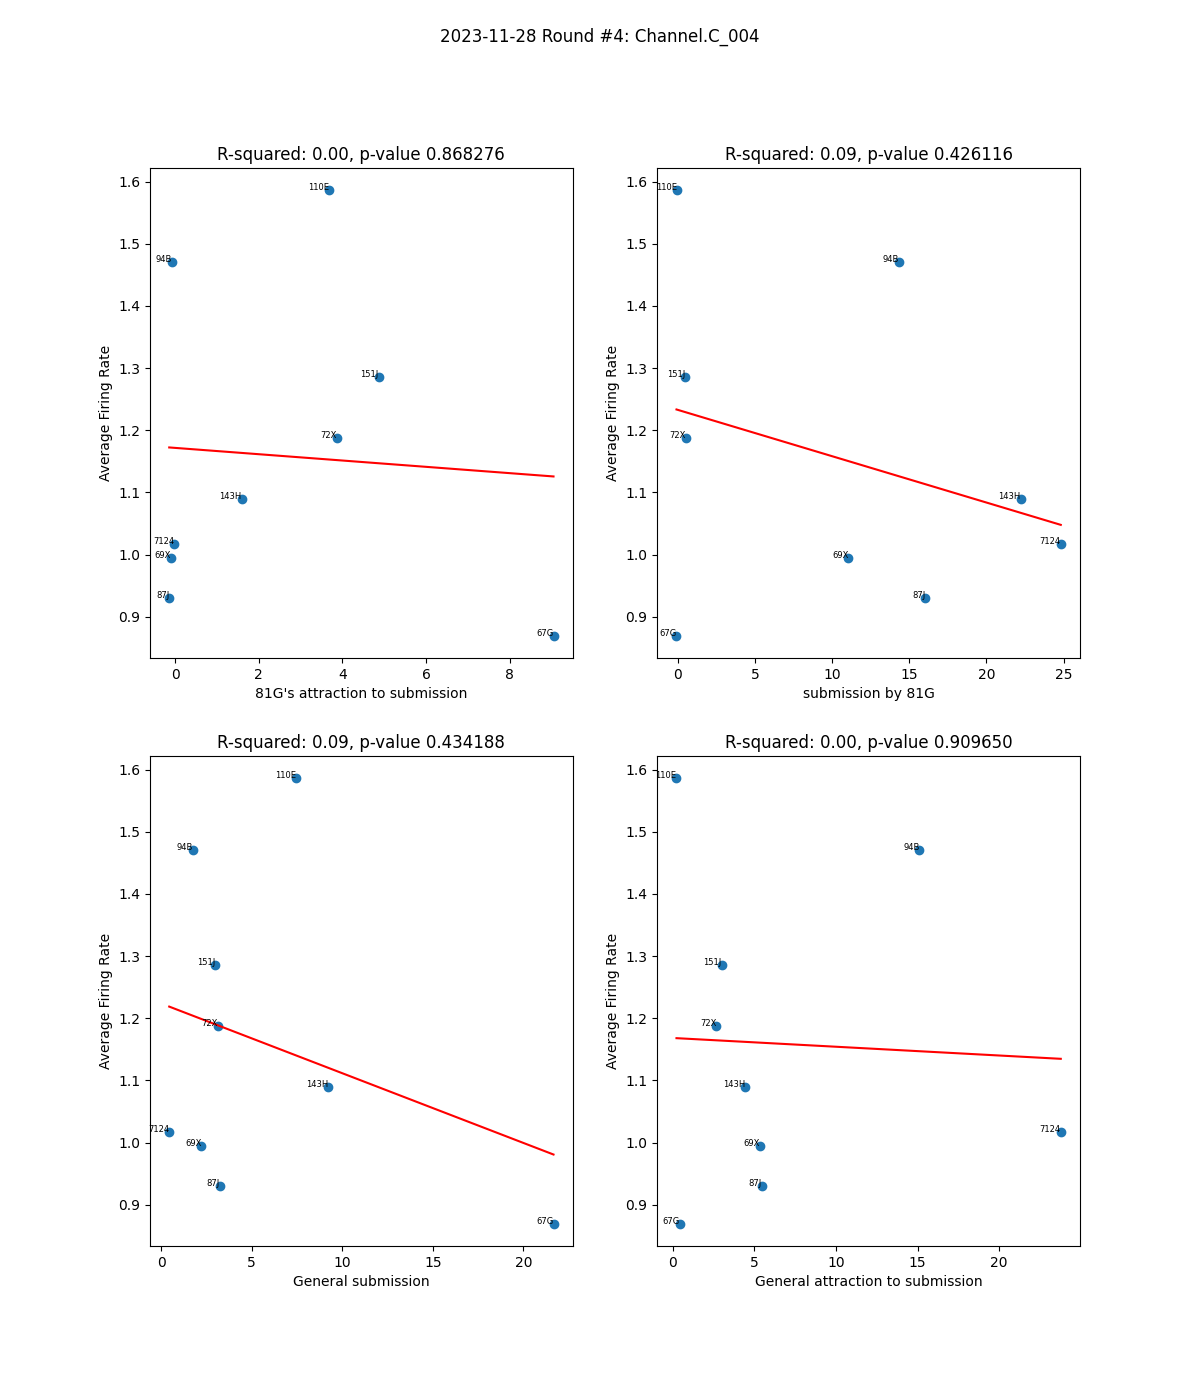 2023-11-28 Round #4: Channel.C_004
R-squared: 0.00, p-value 0.868276
1.6
1.5
1.4
1.3
1.2
1.1
1.0
0.9
Average Firing Rate
110E
94B
151J
72X
143H
7124
69X
87J
67G
0 2 4 6 8
81G's attraction to submission
R-squared: 0.09, p-value 0.426116
1.6
1.5
1.4
1.3
1.2
1.1
1.0
0.9
Average Firing Rate
110E
94B
151J
72X
143H
7124
69X
87J
67G
0 5 10 15 20 25
submission by 81G
R-squared: 0.09, p-value 0.434188
1.6
1.5
1.4
1.3
1.2
1.1
1.0
0.9
Average Firing Rate
110E
94B
151J
72X
143H
7124
69X
87J
67G
0 5 10 15 20
General submission
R-squared: 0.00, p-value 0.909650
1.6
1.5
1.4
1.3
1.2
1.1
1.0
0.9
Average Firing Rate
110E
94B
151J
72X
143H
7124
69X
87J
67G
0 5 10 15 20
General attraction to submission